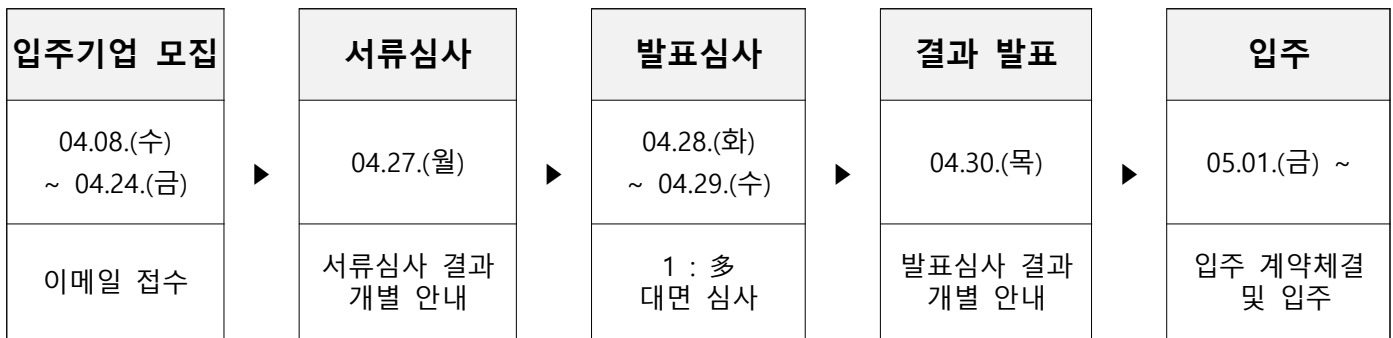 입주기업 모집
04.08.(수)
~ 04.24.(금)
이메일 접수
▶
서류심사
04.27.(월)
서류심사 결과
개별 안내
▶
발표심사
04.28.(화)
~ 04.29.(수)
1 : 多
대면 심사
▶
결과 발표
04.30.(목)
발표심사 결과
개별 안내
▶
입주
05.01.(금) ~
입주 계약체결
및 입주